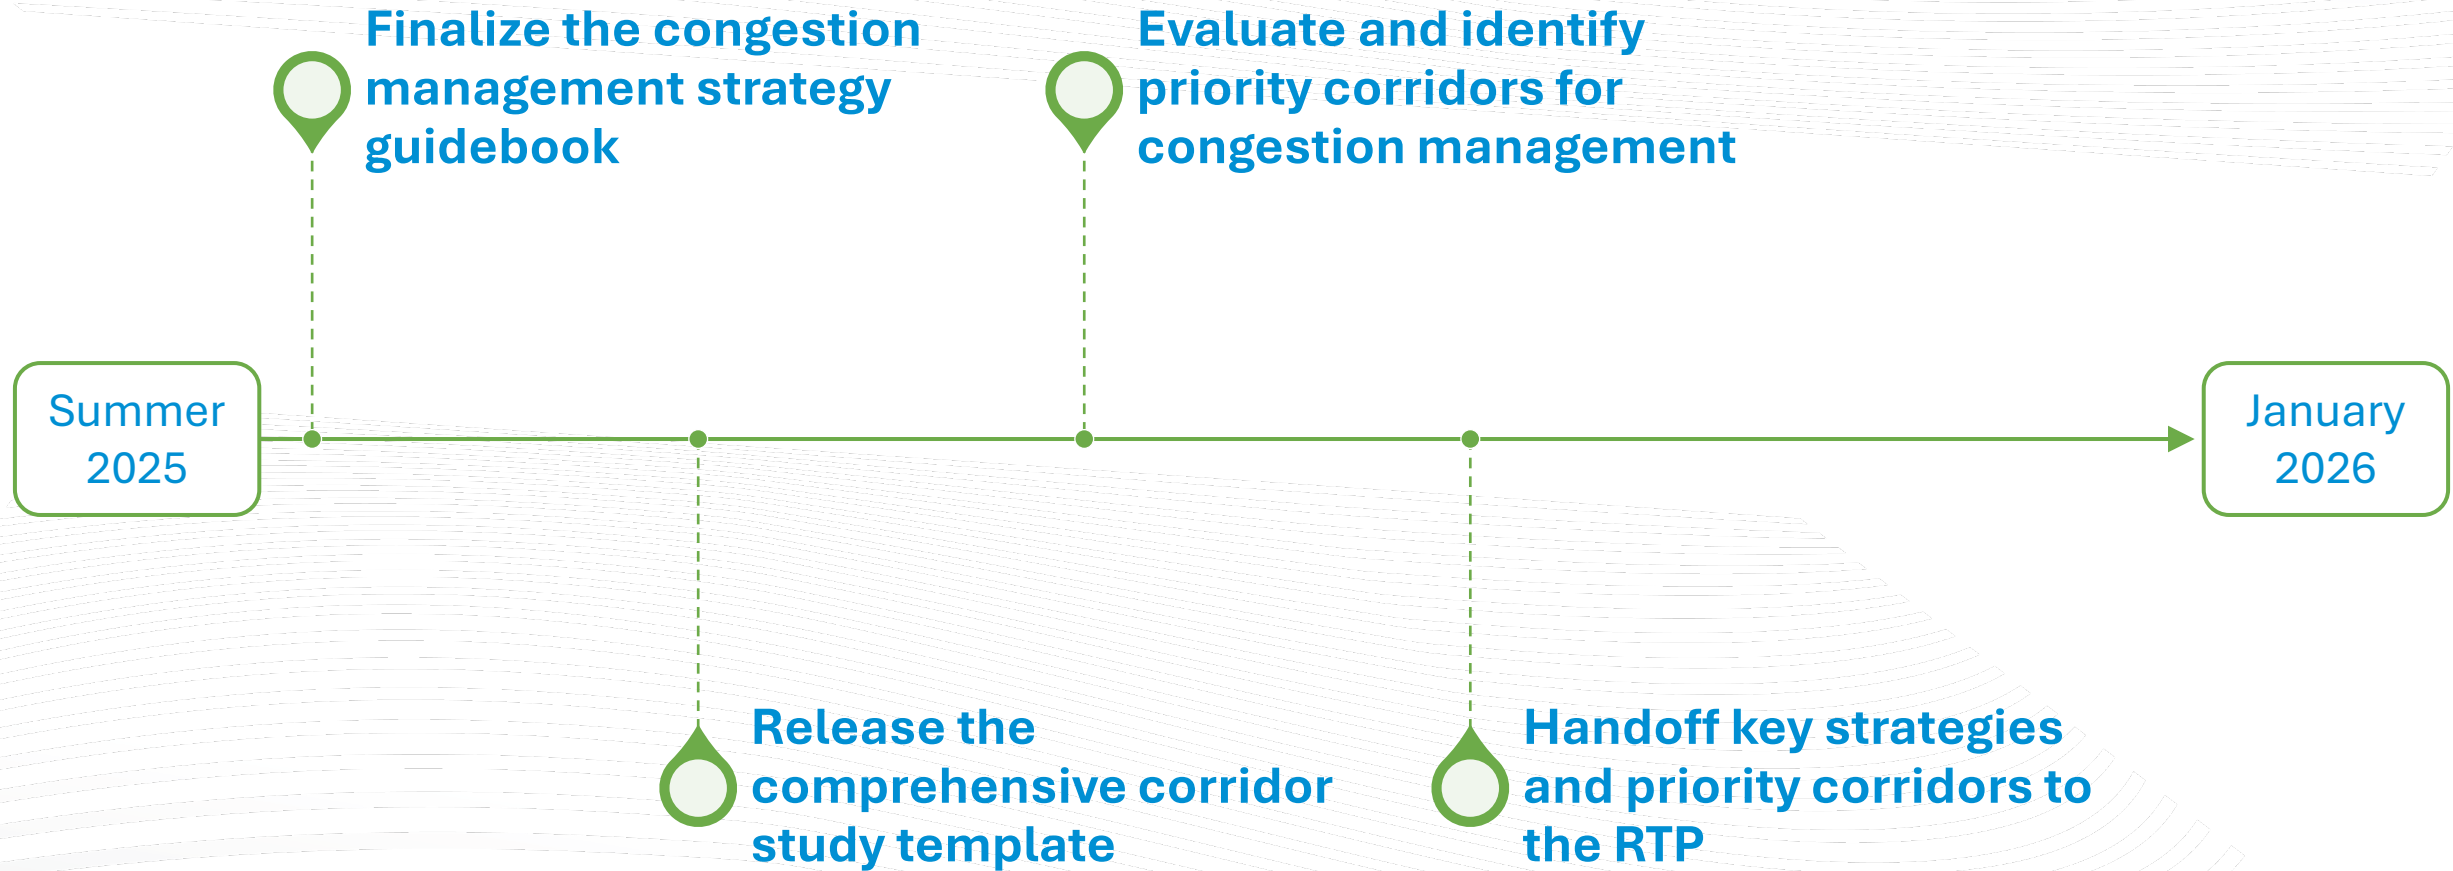 Finalize the congestion
management strategy
guidebook
Evaluate and identify
priority corridors for
congestion management
Summer
2025
January
2026
Release the
comprehensive corridor
study template
Handoff key strategies
and priority corridors to
the RTP